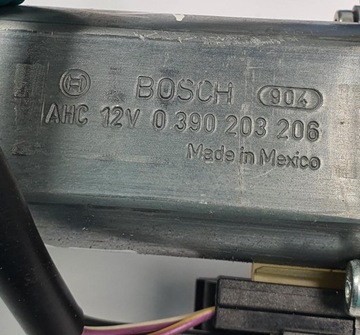 BOSCH 904
AHC 12V 0 390 203 206
Made in Mexico